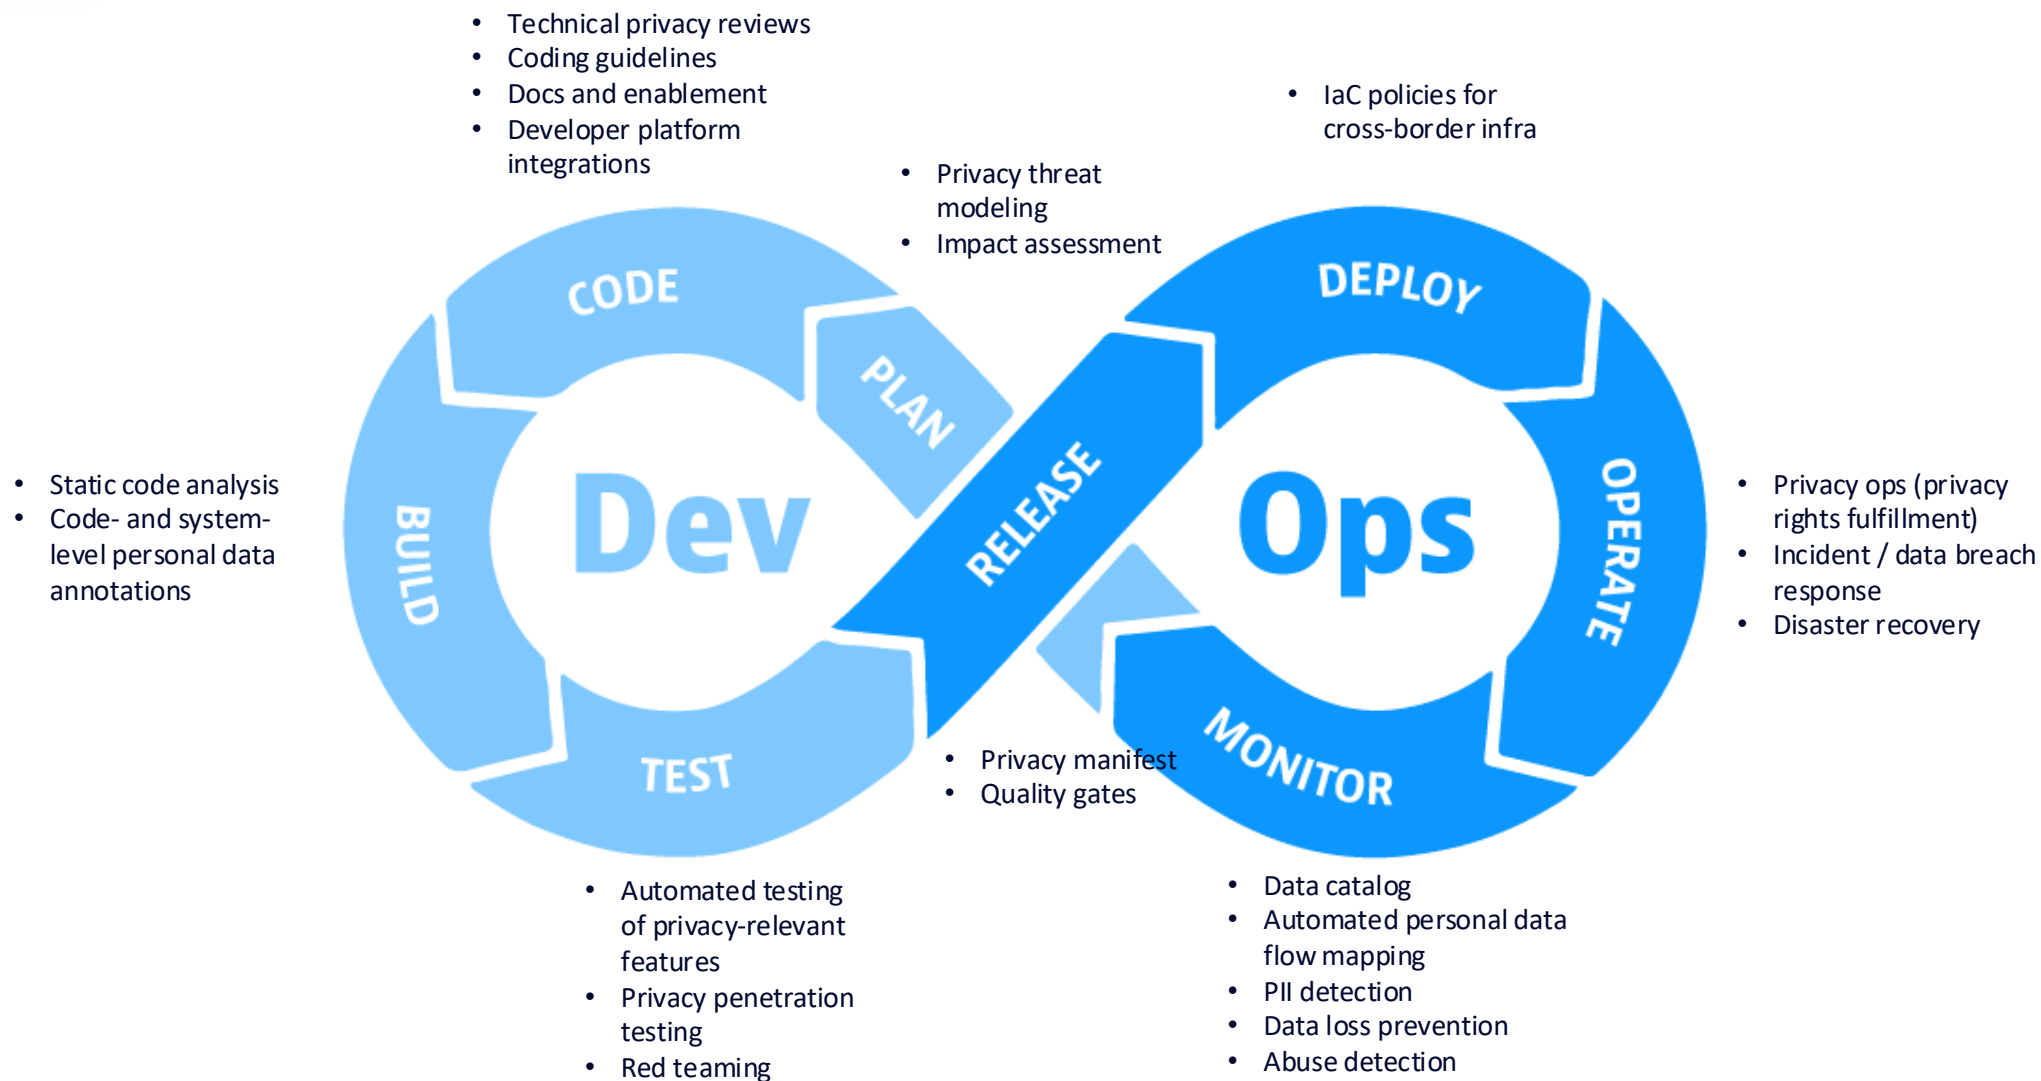 • Technical privacy reviews
• Coding guidelines
• Docs and enablement
• Developer platform
integrations
• IaC policies for
cross-border infra
• Privacy threat
modeling
• Impact assessment
CODE
PLAN
DEPLOY
• Static code analysis
• Code- and system-
level personal data
annotations
BUILD
Dev
RELEASE
Ops
OPERATE
• Privacy ops (privacy
rights fulfillment)
• Incident / data breach
response
• Disaster recovery
TEST
• Privacy manifest
• Quality gates
MONITOR
• Automated testing
of privacy-relevant
features
• Privacy penetration
testing
• Red teaming
• Data catalog
• Automated personal data
flow mapping
• PII detection
• Data loss prevention
• Abuse detection